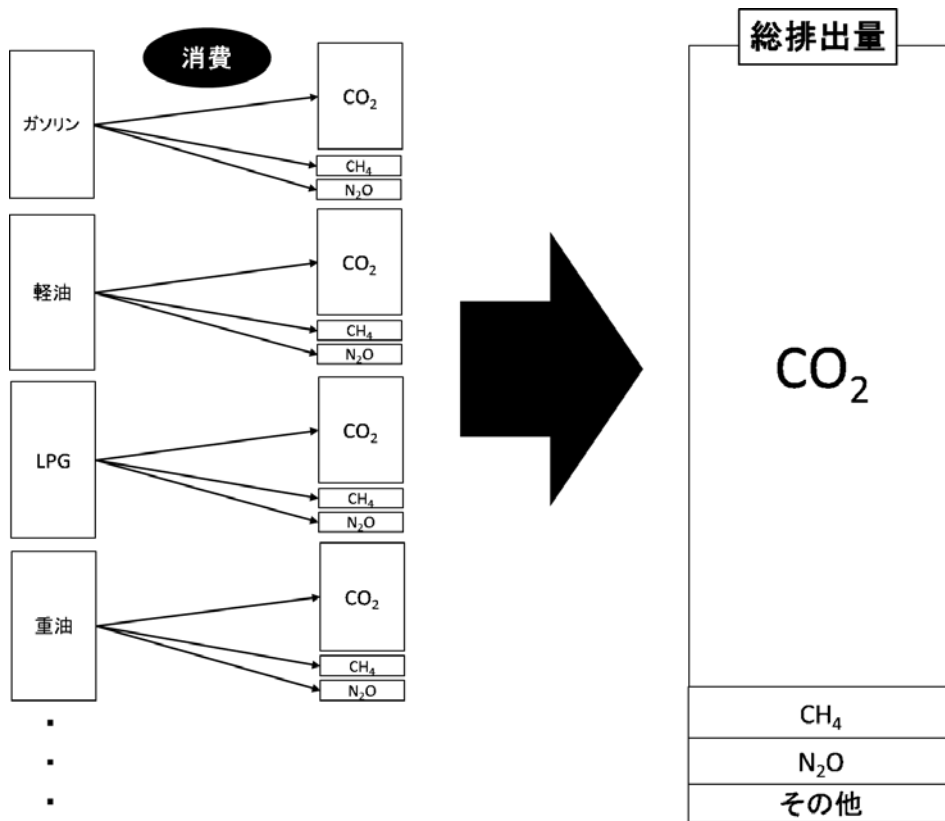 消費
ガソリン
CO₂
CH₄
N₂O
軽油
CO₂
CH₄
N₂O
LPG
CO₂
CH₄
N₂O
重油
CO₂
CH₄
N₂O
・
・
・
総排出量
CO₂
CH₄
N₂O
その他